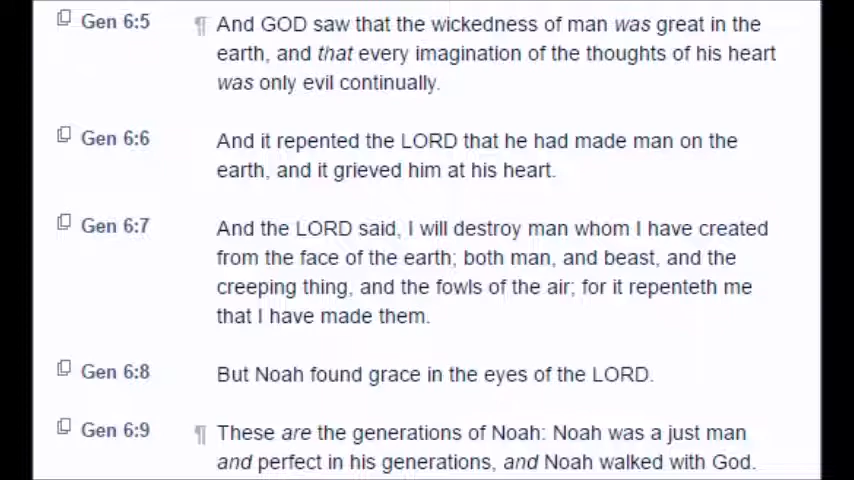 Gen 6:5 ¶ And GOD saw that the wickedness of man was great in the
earth, and that every imagination of the thoughts of his heart
was only evil continually.
Gen 6:6 And it repented the LORD that he had made man on the
earth, and it grieved him at his heart.
Gen 6:7 And the LORD said, I will destroy man whom I have created
from the face of the earth; both man, and beast, and the
creeping thing, and the fowls of the air; for it repenteth me
that I have made them.
Gen 6:8 But Noah found grace in the eyes of the LORD.
Gen 6:9 ¶ These are the generations of Noah: Noah was a just man
and perfect in his generations, and Noah walked with God.